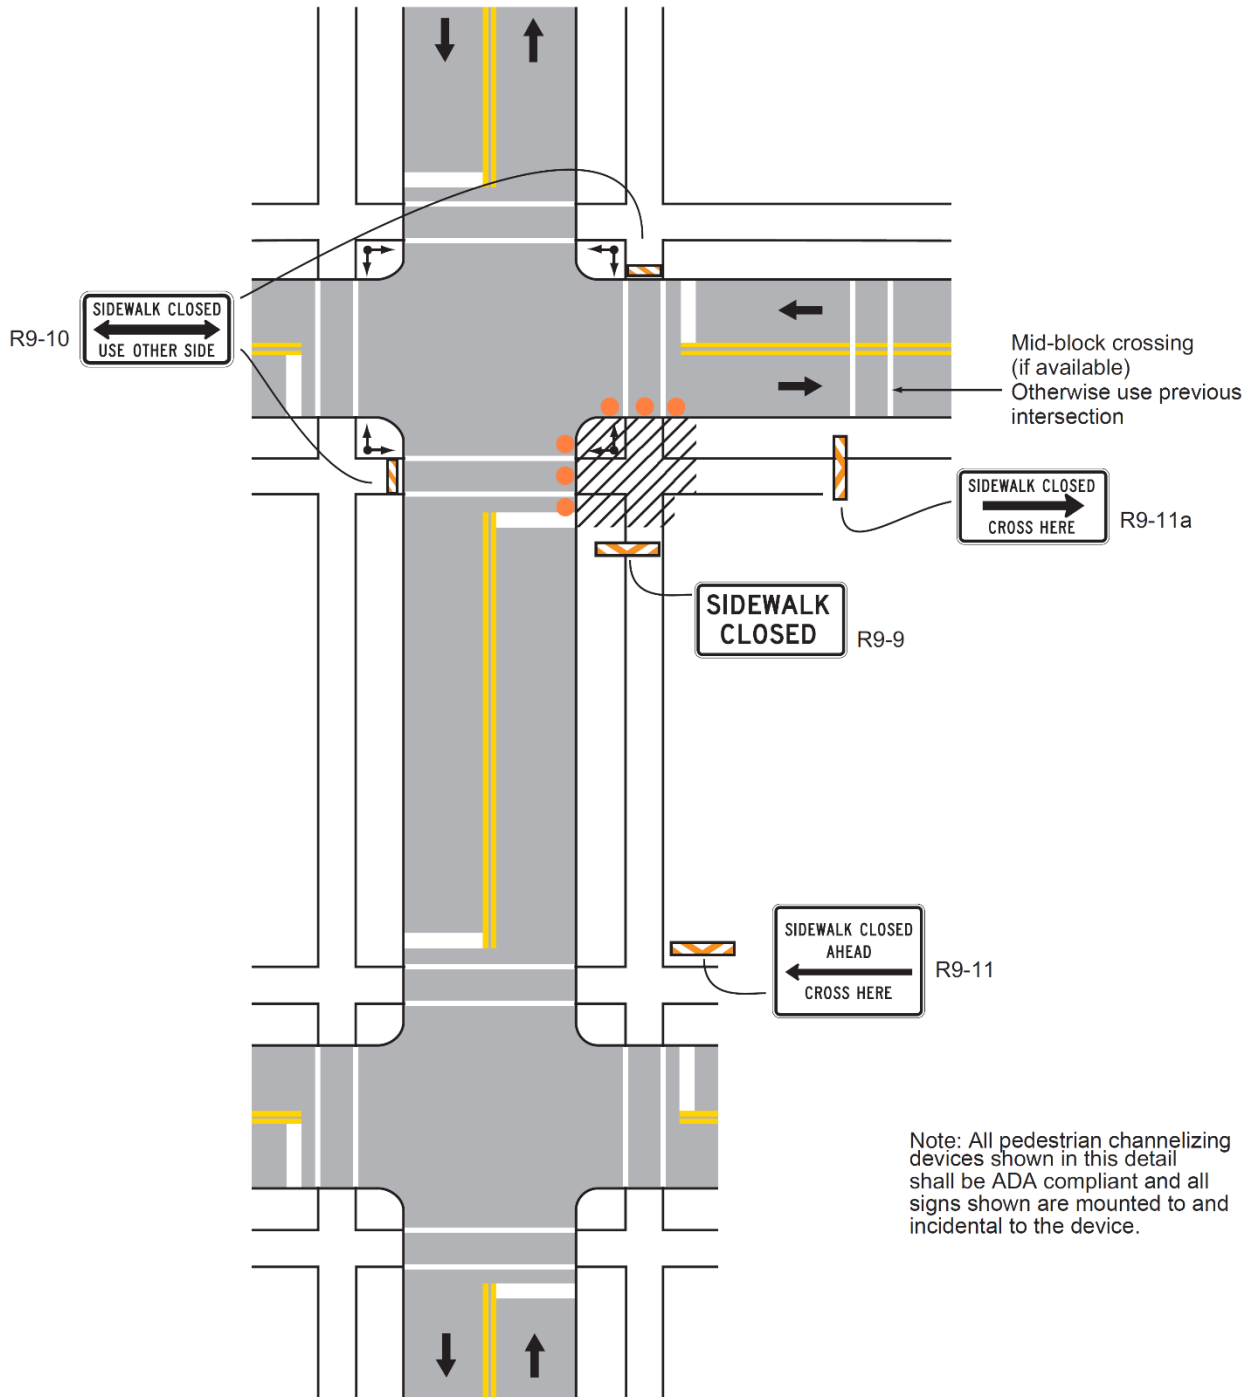 SIDEWALK CLOSED
USE OTHER SIDE
R9-10
Mid-block crossing
(if available)
Otherwise use previous
intersection
SIDEWALK CLOSED
CROSS HERE
R9-11a
SIDEWALK
CLOSED
R9-9
SIDEWALK CLOSED
AHEAD
CROSS HERE
R9-11
Note: All pedestrian channelizing
devices shown in this detail
shall be ADA compliant and all
signs shown are mounted to and
incidental to the device.